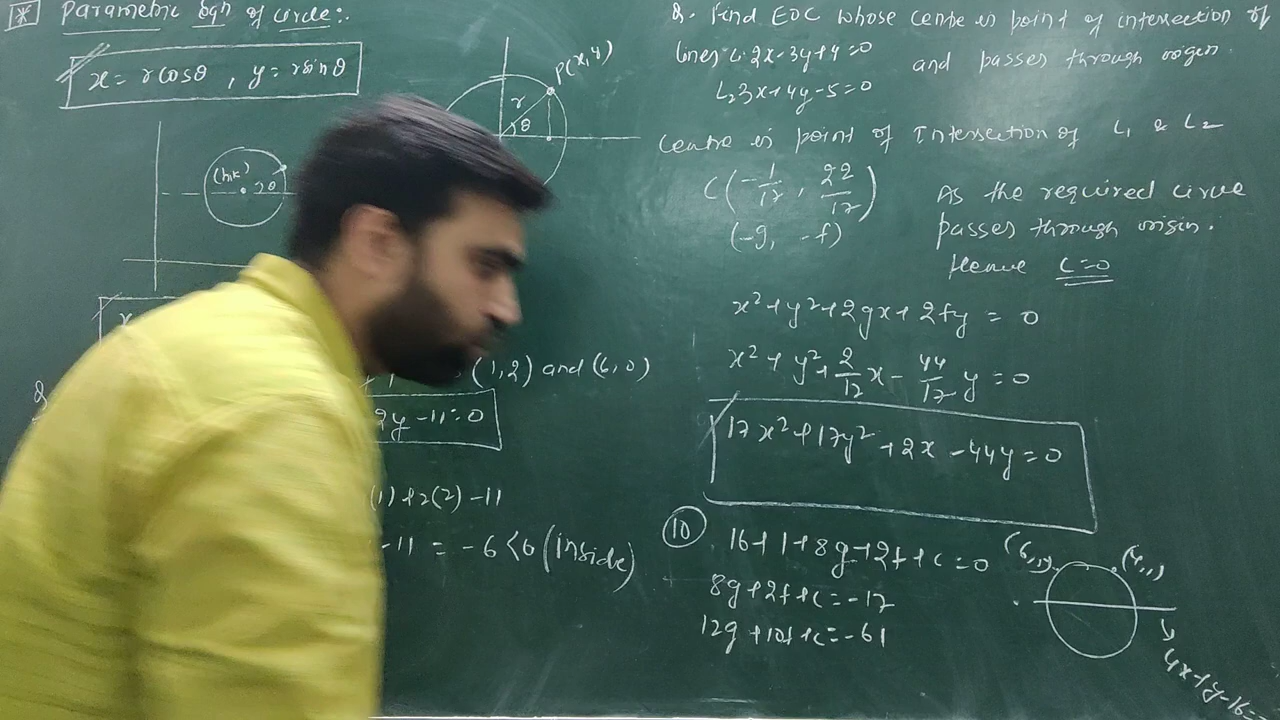 * Parametric Eqn of circle:-
x = r cosθ , y = r sinθ
P(x,y)
r
θ
(h,k)
θ
x
Q
(1,2) and (6,0)
2y -11=0
(1)+2(2)-11
-11 = -6<0 (inside)
Q. Find EOC whose centre is point of intersection of
lines L1 2x-3y+4=0 and passes through origin.
L2 3x+4y-5=0
Centre is point of Intersection of L1 & L2
C(-1/17, 22/17)
(-g, -f)
As the required circle
passes through origin.
Hence C=0
x²+y²+2gx+2fy = 0
x²+y²+2/17x-44/17y=0
17x²+17y²+2x-44y=0
(10) 16+1+8g+2f+c=0
8g+2f+c=-17
12g+10f+c=-61
(4,1)
4x+y-16=